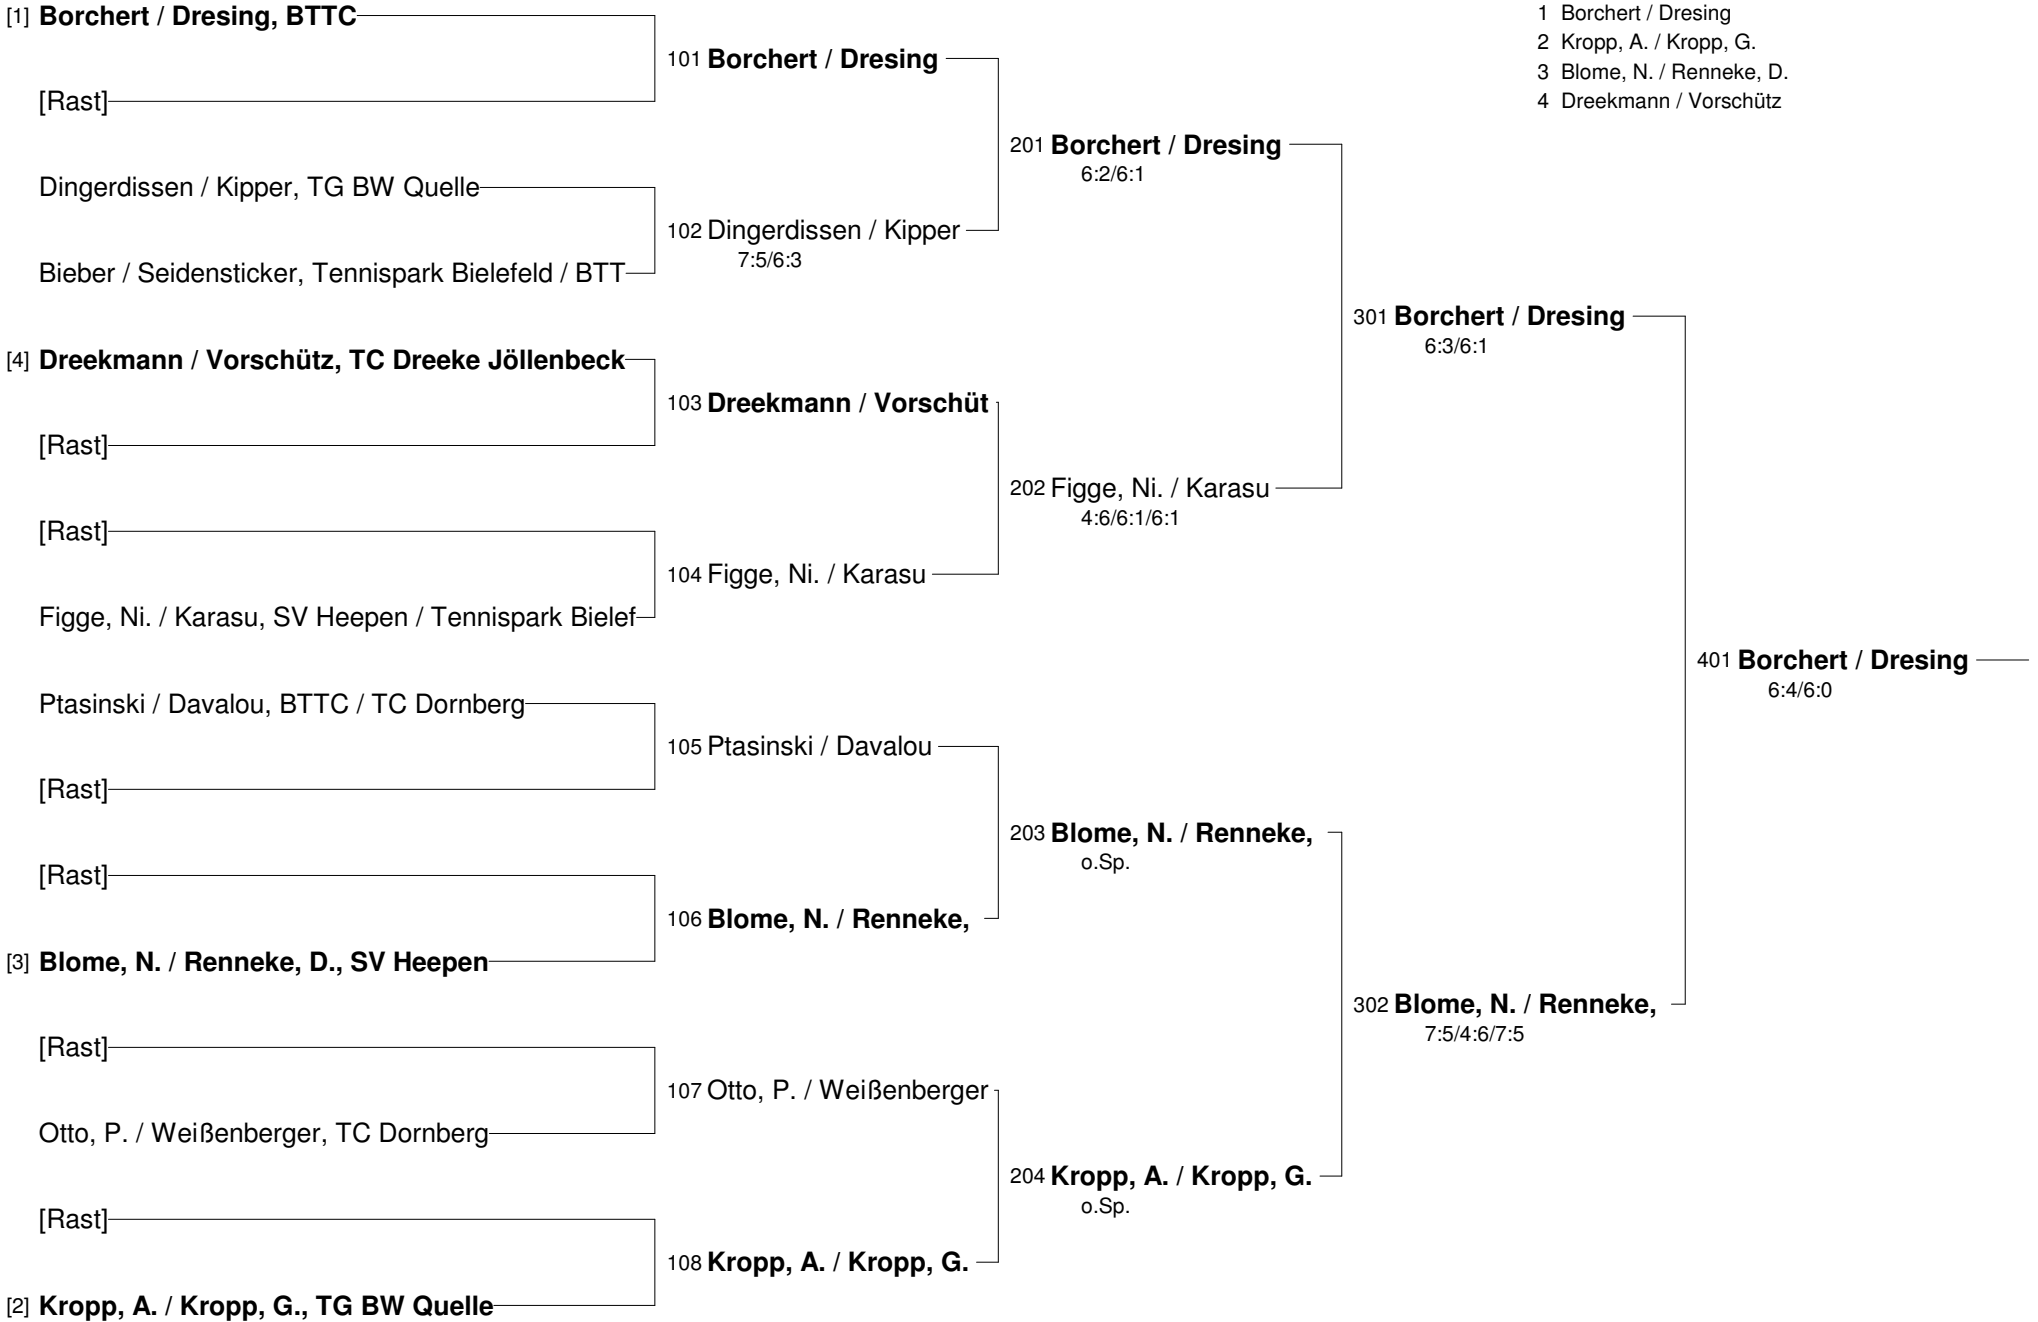 [1] Borchert / Dresing, BTTC
[Rast]
Dingerdissen / Kipper, TG BW Quelle
Bieber / Seidensticker, Tennispark Bielefeld / BTT
[4] Dreekmann / Vorschütz, TC Dreeke Jöllenbeck
[Rast]
[Rast]
Figge, Ni. / Karasu, SV Heepen / Tennispark Bielef
Ptasinski / Davalou, BTTC / TC Dornberg
[Rast]
[Rast]
[3] Blome, N. / Renneke, D., SV Heepen
[Rast]
Otto, P. / Weißenberger, TC Dornberg
[Rast]
[2] Kropp, A. / Kropp, G., TG BW Quelle
101 Borchert / Dresing
102 Dingerdissen / Kipper
7:5/6:3
103 Dreekmann / Vorschüt
104 Figge, Ni. / Karasu
105 Ptasinski / Davalou
106 Blome, N. / Renneke,
107 Otto, P. / Weißenberger
108 Kropp, A. / Kropp, G.
201 Borchert / Dresing
6:2/6:1
202 Figge, Ni. / Karasu
4:6/6:1/6:1
203 Blome, N. / Renneke,
o.Sp.
204 Kropp, A. / Kropp, G.
o.Sp.
301 Borchert / Dresing
6:3/6:1
302 Blome, N. / Renneke,
7:5/4:6/7:5
401 Borchert / Dresing
6:4/6:0
1 Borchert / Dresing
2 Kropp, A. / Kropp, G.
3 Blome, N. / Renneke, D.
4 Dreekmann / Vorschütz